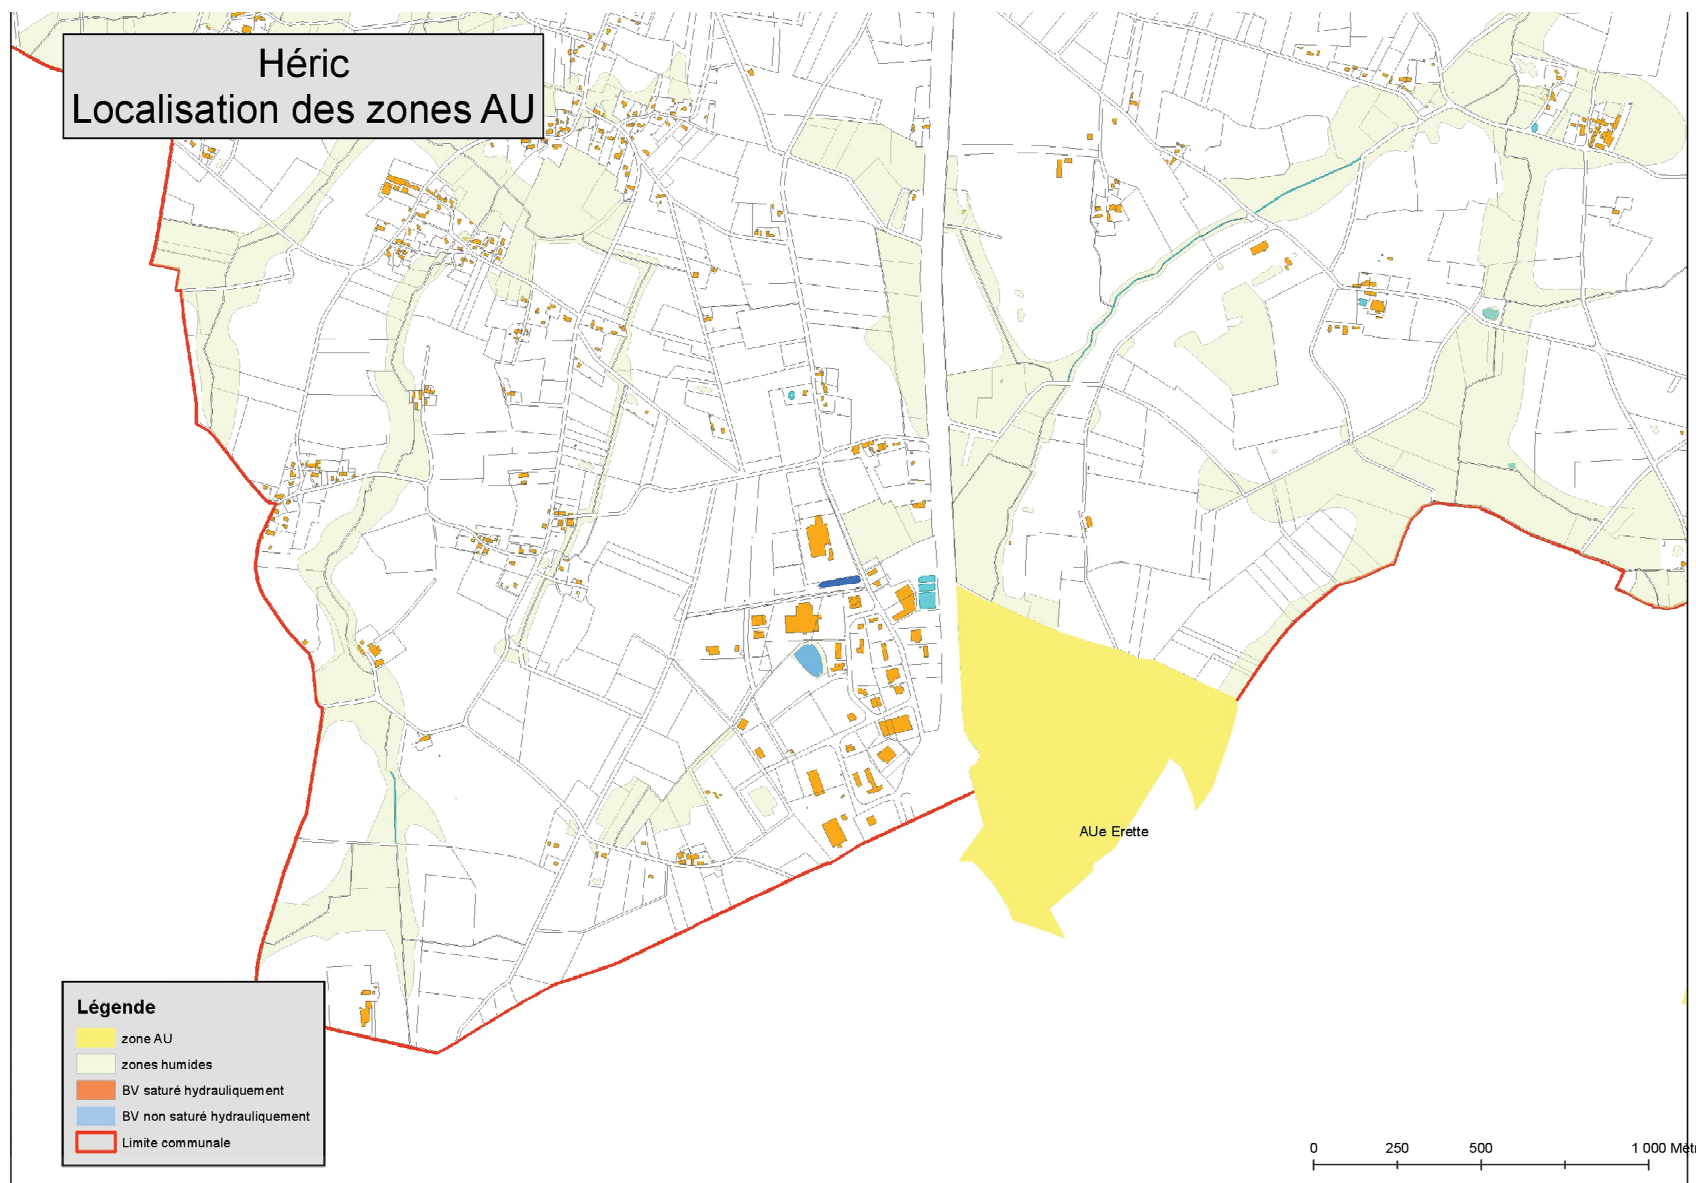 Héric
Localisation des zones AU
AUe Erette
Légende
zone AU
zones humides
BV saturé hydrauliquement
BV non saturé hydrauliquement
Limite communale
0 250 500 1 000 Mètr